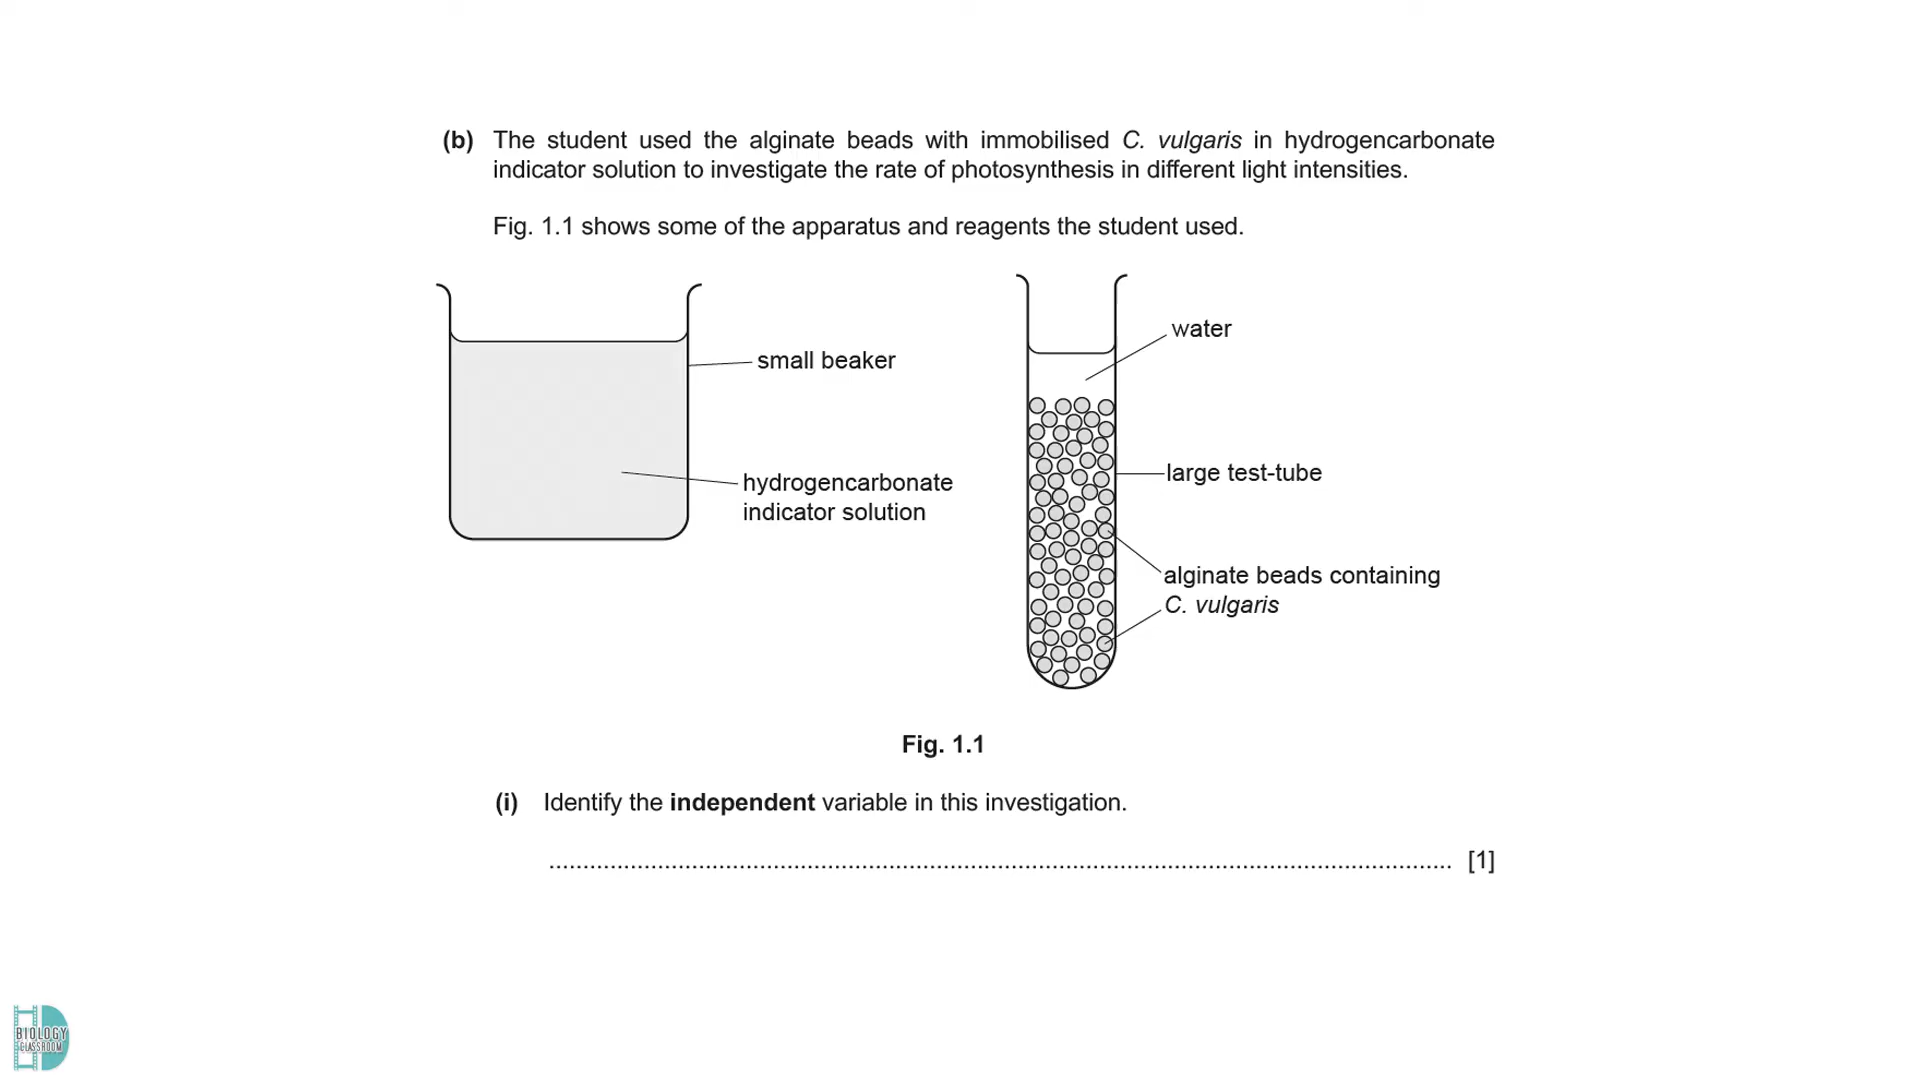 (b) The student used the alginate beads with immobilised C. vulgaris in hydrogencarbonate
indicator solution to investigate the rate of photosynthesis in different light intensities.
Fig. 1.1 shows some of the apparatus and reagents the student used.
water
small beaker
large test-tube
hydrogencarbonate
indicator solution
alginate beads containing
C. vulgaris
Fig. 1.1
(i) Identify the independent variable in this investigation.
.................................................................................................................................... [1]
BIOLOGY
CLASSROOM